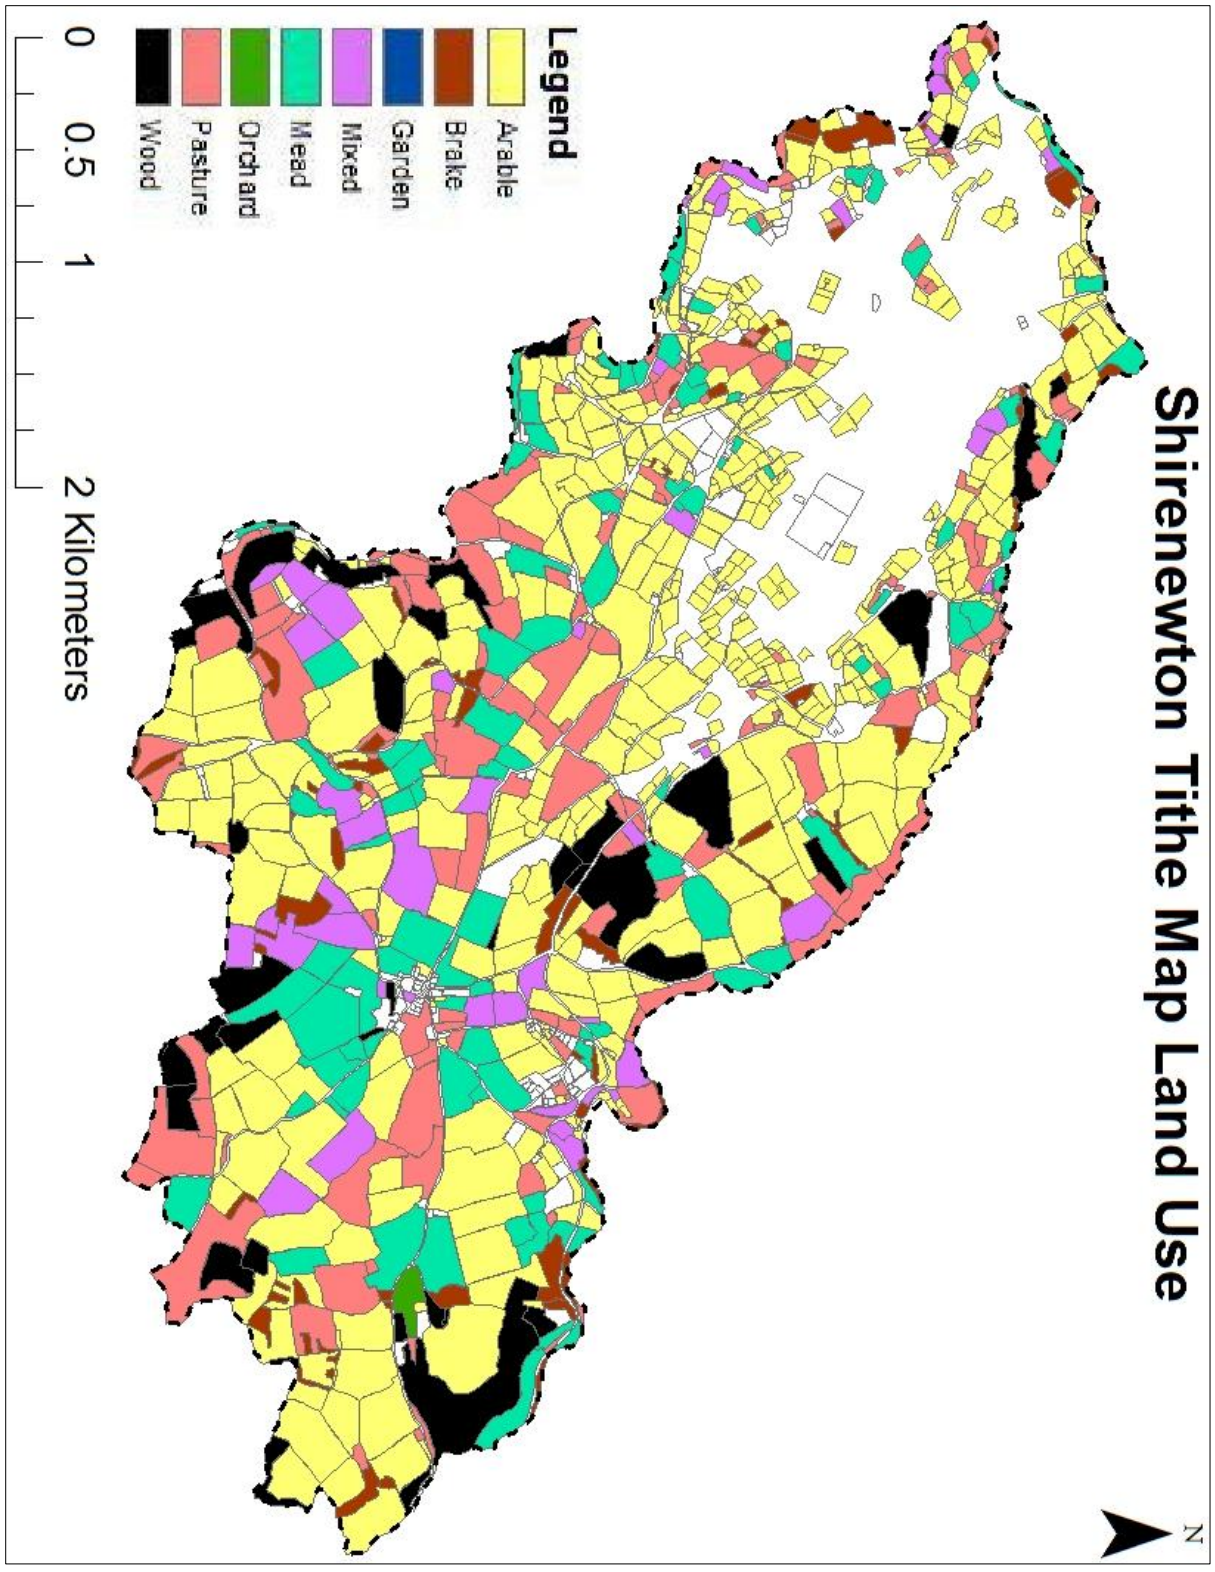 Shirenewton Tithe Map Land Use
N
Legend
Arable
Brake
Garden
Mixed
Mead
Orchard
Pasture
Wood
0 0.5 1 2 Kilometers